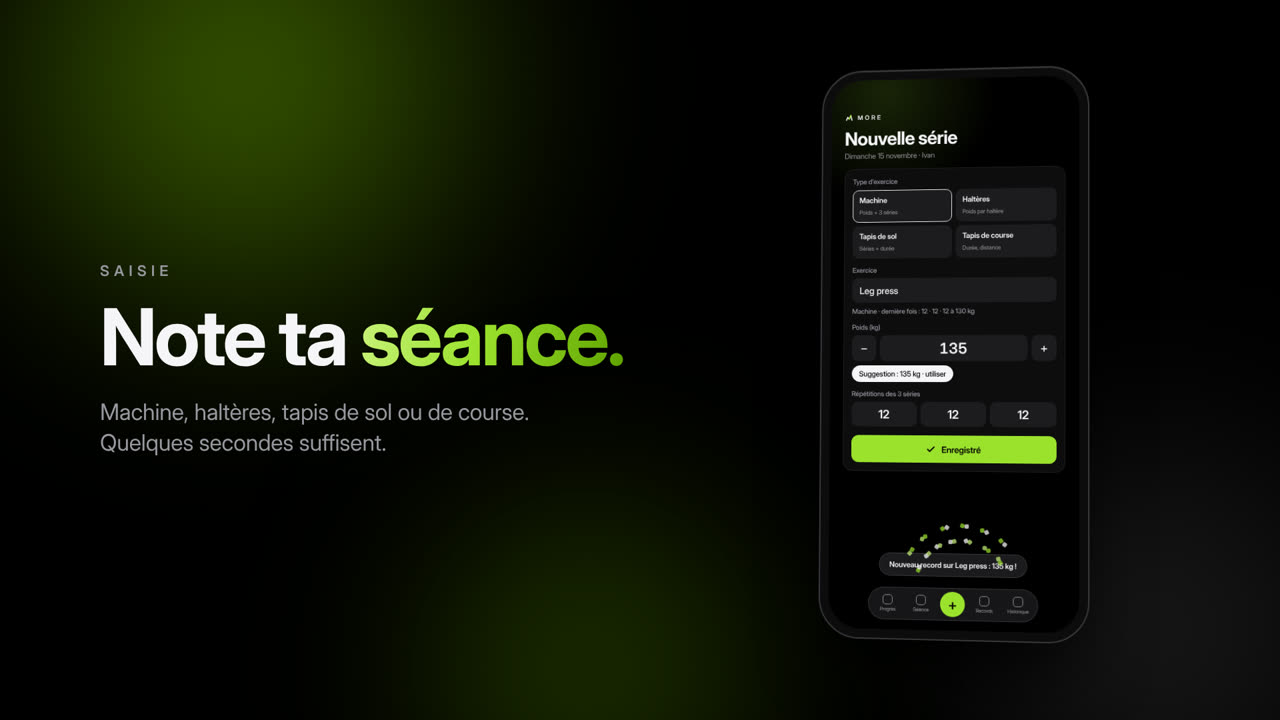 SAISIE
Note ta séance.
Machine, haltères, tapis de sol ou de course.
Quelques secondes suffisent.
MORE
Nouvelle série
Dimanche 15 novembre · Ivan
Type d'exercice
Machine
Poids + 3 séries
Haltères
Poids par haltère
Tapis de sol
Séries + durée
Tapis de course
Durée, distance
Exercice
Leg press
Machine · dernière fois : 12 · 12 · 12 à 130 kg
Poids (kg)
− 135 +
Suggestion : 135 kg · utiliser
Répétitions des 3 séries
12 12 12
Enregistré
Nouveau record sur Leg press : 135 kg !
Progrès Séance + Records Historique